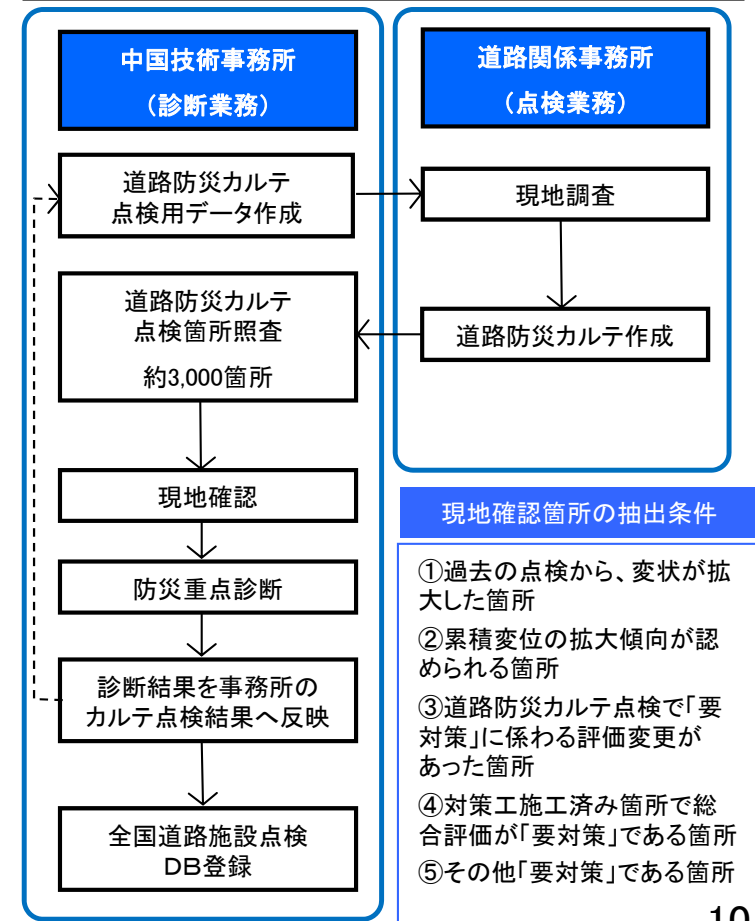 中国技術事務所
（診断業務）
道路防災カルテ
点検用データ作成
道路防災カルテ
点検箇所照査
約3,000箇所
現地確認
防災重点診断
診断結果を事務所の
カルテ点検結果へ反映
全国道路施設点検
ＤＢ登録
道路関係事務所
（点検業務）
現地調査
道路防災カルテ作成
現地確認箇所の抽出条件
①過去の点検から、変状が拡
大した箇所
②累積変位の拡大傾向が認
められる箇所
③道路防災カルテ点検で「要
対策」に係わる評価変更が
あった箇所
④対策工施工済み箇所で総
合評価が「要対策」である箇所
⑤その他「要対策」である箇所